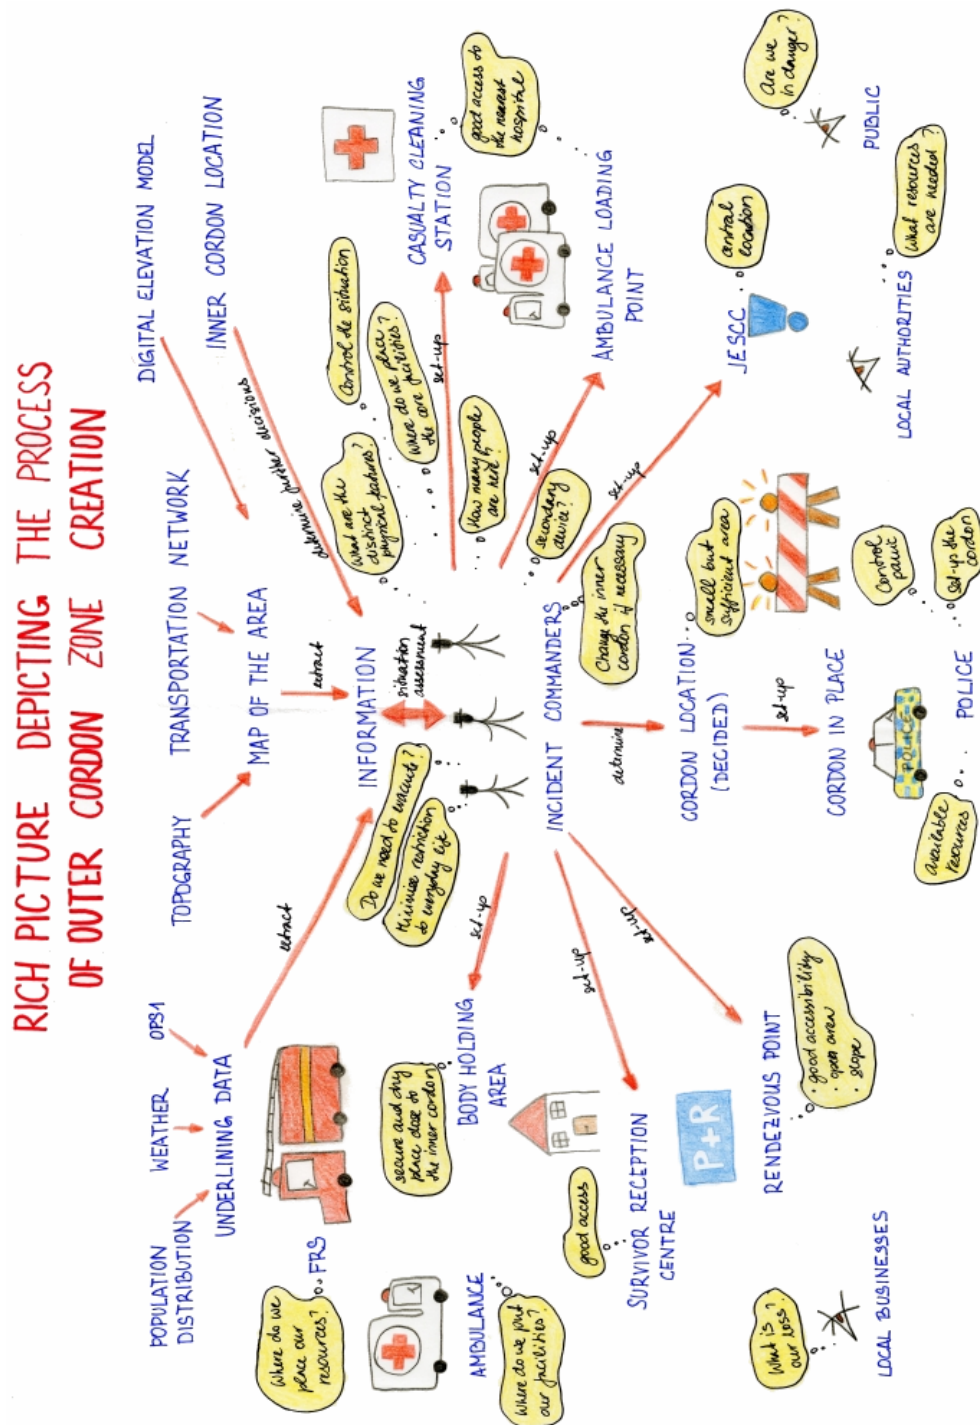 RICH PICTURE DEPICTING THE PROCESS
OF OUTER CORDON ZONE CREATION
POPULATION
DISTRIBUTION
WEATHER
OPS1
UNDERLINING DATA
TOPOGRAPHY
TRANSPORTATION NETWORK
DIGITAL ELEVATION MODEL
MAP OF THE AREA
INNER CORDON LOCATION
extract
extract
determine further decisions
INFORMATION
situation
assessment
Where do we
place our
resources?
FRS
Do we need to evacuate?
Minimise restriction
to everyday life
What are the
district
physical features?
Control the situation
Where do we place
the care facilities?
How many people
are here?
secondary
device?
Change the inner
cordon if necessary
INCIDENT COMMANDERS
set-up
CASUALTY CLEANING
STATION
good access to
the nearest
hospital
set-up
AMBULANCE LOADING
POINT
set-up
JESCC
central
location
AMBULANCE
Where do we put
our facilities?
secure and dry
place close to
the inner cordon
set-up
BODY HOLDING
AREA
set-up
good access
SURVIVOR RECEPTION
CENTRE
set-up
P+R
RENDEZVOUS POINT
· good accessibility
· open area
· slope
determine
CORDON LOCATION
(DECIDED)
small but
sufficient area
set-up
CORDON IN PLACE
POLICE
POLICE
available
resources
Control
panic
set-up the
cordon
What is
our loss?
LOCAL BUSINESSES
LOCAL AUTHORITIES
What resources
are needed?
PUBLIC
Are we
in danger?